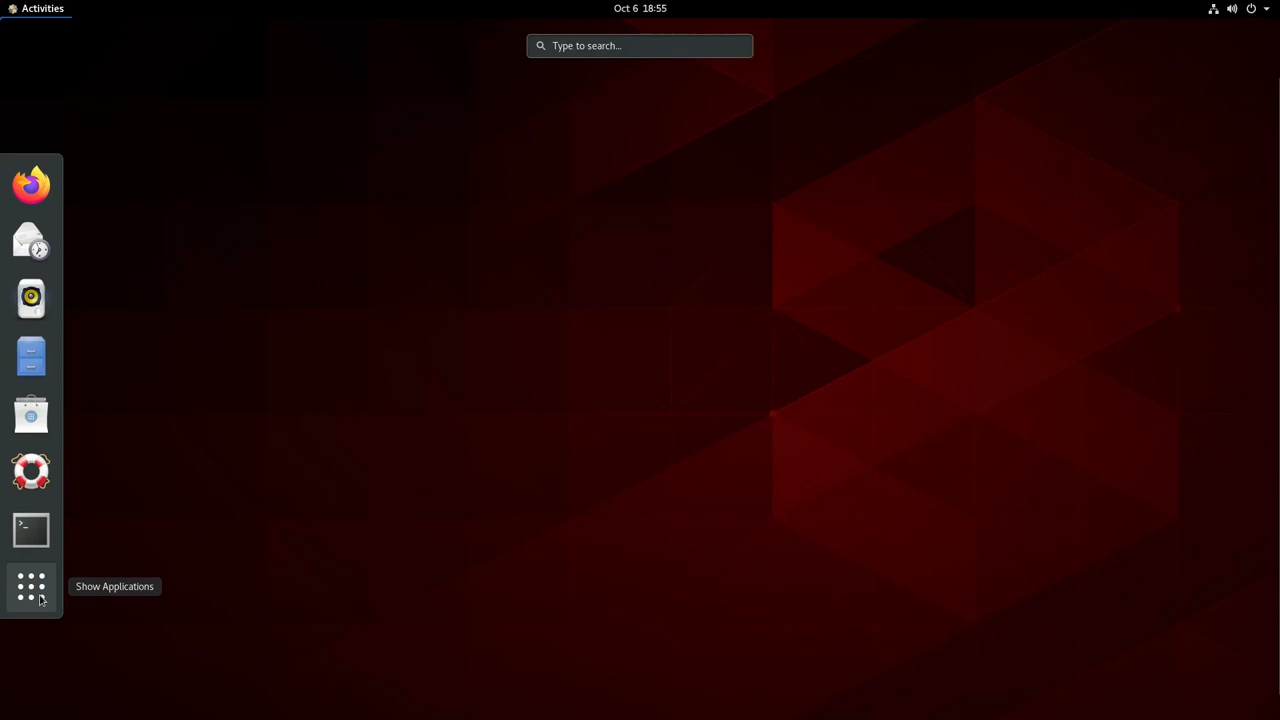 Activities
Oct 6 18:55
Type to search...
>_
Show Applications